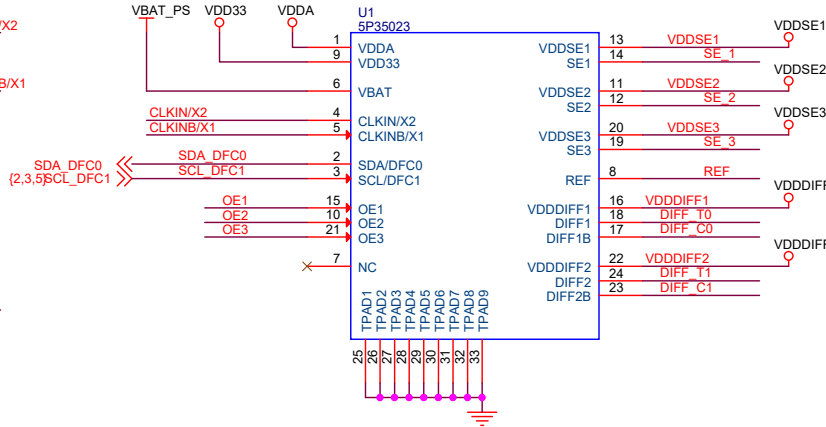 /X2
B/X1
VBAT_PS VDD33 VDDA
U1
5P35023
1 VDDA
9 VDD33
6 VBAT
CLKIN/X2 4 CLKIN/X2
CLKINB/X1 5 CLKINB/X1
SDA_DFC0 SDA_DFC0 2 SDA/DFC0
{2,3,5}SCL_DFC1 SCL_DFC1 3 SCL/DFC1
OE1 15 OE1
OE2 10 OE2
OE3 21 OE3
7 NC
VDDSE1 13 VDDSE1 VDDSE1
SE1 14 SE_1
VDDSE2 11 VDDSE2 VDDSE2
SE2 12 SE_2
VDDSE3 20 VDDSE3 VDDSE3
SE3 19 SE_3
REF 8 REF
VDDDIFF1 16 VDDDIFF1 VDDDIFF
DIFF1 18 DIFF_T0
DIFF1B 17 DIFF_C0
VDDDIFF2 22 VDDDIFF2 VDDDIFF
DIFF2 24 DIFF_T1
DIFF2B 23 DIFF_C1
TPAD1 TPAD2 TPAD3 TPAD4 TPAD5 TPAD6 TPAD7 TPAD8 TPAD9
25 26 27 28 29 30 31 32 33